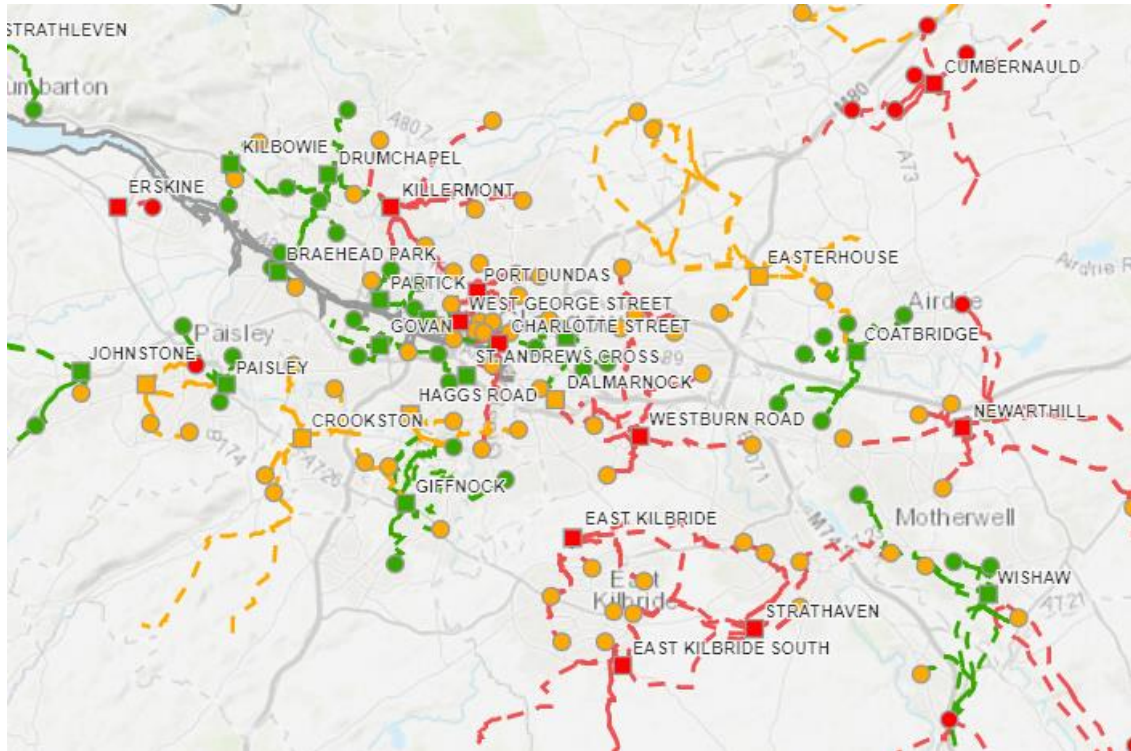 STRATHLEVEN
umbarton
CUMBERNAULD
M80
A807
KILBOWIE
DRUMCHAPEL
A73
ERSKINE
KILLERMONT
BRAEHEAD PARK
EASTERHOUSE
PORT DUNDAS
PARTICK
Airdrie
WEST GEORGE STREET
GOVAN
CHARLOTTE STREET
Paisley
COATBRIDGE
JOHNSTONE
ST. ANDREWS CROSS
PAISLEY
DALMARNOCK
HAGGS ROAD
CROOKSTON
WESTBURN ROAD
NEWARTHILL
B174
A726
GIFFNOCK
Motherwell
EAST KILBRIDE
East
Kilbride
WISHAW
A721
STRATHAVEN
EAST KILBRIDE SOUTH